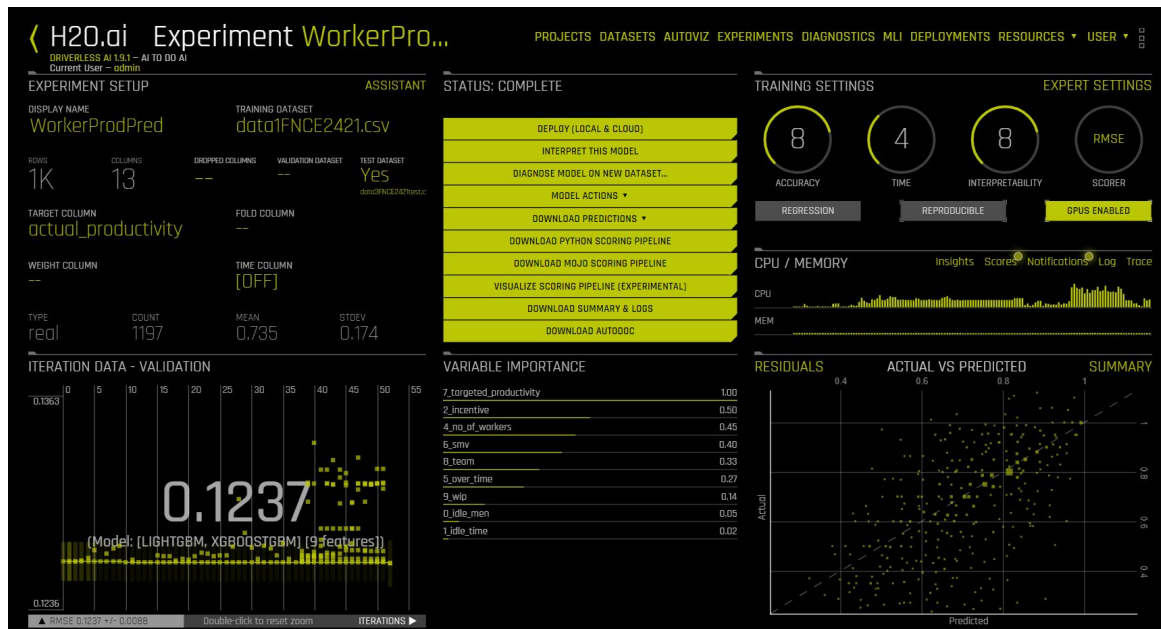 H2O.ai Experiment WorkerPro...
DRIVERLESS AI 1.9.1 – AI TO DO AI
Current User – admin
PROJECTS DATASETS AUTOVIZ EXPERIMENTS DIAGNOSTICS MLI DEPLOYMENTS RESOURCES ▾ USER ▾
EXPERIMENT SETUP ASSISTANT
DISPLAY NAME TRAINING DATASET
WorkerProdPred data1FNCE2421.csv
ROWS COLUMNS DROPPED COLUMNS VALIDATION DATASET TEST DATASET
1K 13 -- -- Yes
data3FNCE2421test.c
TARGET COLUMN FOLD COLUMN
actual_productivity --
WEIGHT COLUMN TIME COLUMN
-- [OFF]
TYPE COUNT MEAN STDEV
real 1197 0.735 0.174
STATUS: COMPLETE
DEPLOY (LOCAL & CLOUD)
INTERPRET THIS MODEL
DIAGNOSE MODEL ON NEW DATASET...
MODEL ACTIONS ▾
DOWNLOAD PREDICTIONS ▾
DOWNLOAD PYTHON SCORING PIPELINE
DOWNLOAD MOJO SCORING PIPELINE
VISUALIZE SCORING PIPELINE (EXPERIMENTAL)
DOWNLOAD SUMMARY & LOGS
DOWNLOAD AUTODOC
TRAINING SETTINGS EXPERT SETTINGS
8 4 8 RMSE
ACCURACY TIME INTERPRETABILITY SCORER
REGRESSION REPRODUCIBLE GPUS ENABLED
CPU / MEMORY Insights Scores Notifications Log Trace
CPU
MEM
ITERATION DATA - VALIDATION
0 5 10 15 20 25 30 35 40 45 50 55
0.1363
0.1237
(Model: [LIGHTGBM, XGBOOSTGBM] [9 features])
0.1236
▲ RMSE 0.1237 +/- 0.0088 Double-click to reset zoom ITERATIONS ▶
VARIABLE IMPORTANCE
7_targeted_productivity 1.00
2_incentive 0.50
4_no_of_workers 0.45
6_smv 0.40
8_team 0.33
5_over_time 0.27
9_wip 0.14
0_idle_men 0.05
1_idle_time 0.02
RESIDUALS ACTUAL VS PREDICTED SUMMARY
0.4 0.6 0.8 1
1
0.8
0.6
0.4
Actual
Predicted